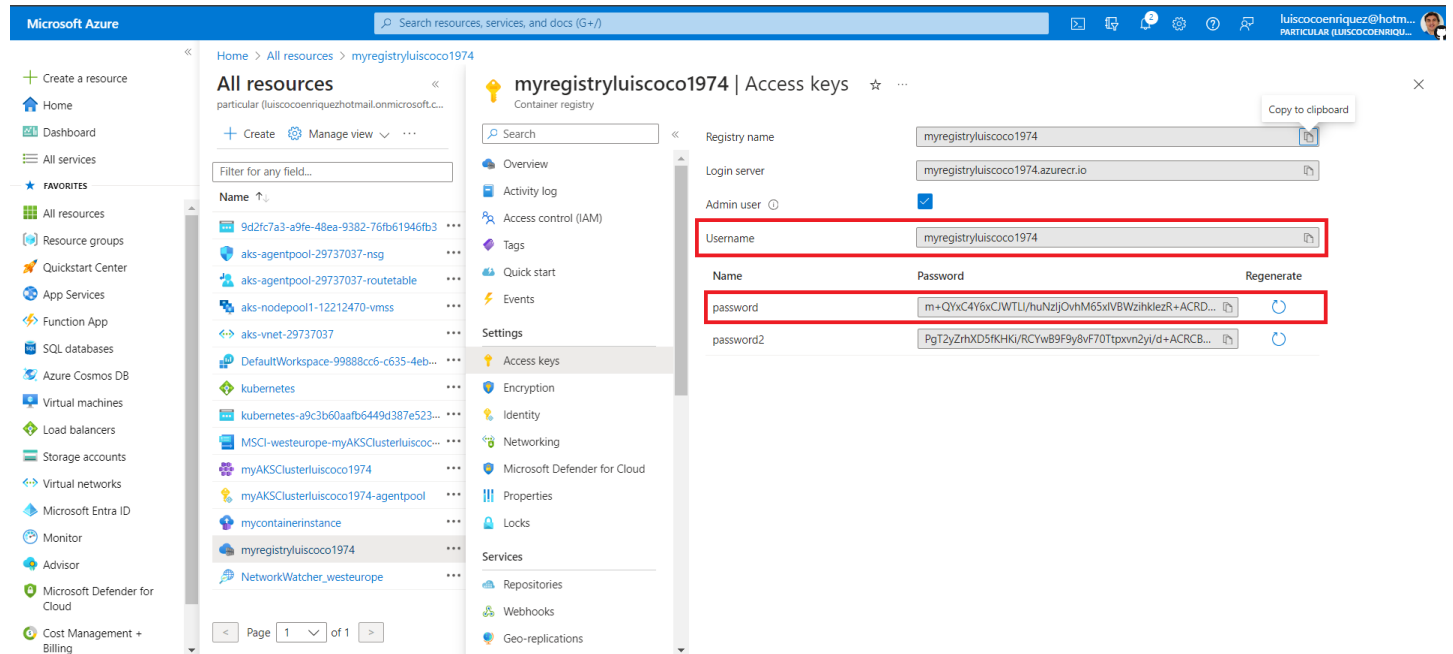 Microsoft Azure
Search resources, services, and docs (G+/)
2
luiscocoenriquez@hotm...
PARTICULAR (LUISCOCOENRIQU...
Create a resource
Home
Dashboard
All services
FAVORITES
All resources
Resource groups
Quickstart Center
App Services
Function App
SQL databases
Azure Cosmos DB
Virtual machines
Load balancers
Storage accounts
Virtual networks
Microsoft Entra ID
Monitor
Advisor
Microsoft Defender for
Cloud
Cost Management +
Billing
Home > All resources > myregistryluiscoco1974
All resources
particular (luiscocoenriquezhotmail.onmicrosoft.c...
Create
Manage view
Filter for any field...
Name
9d2fc7a3-a9fe-48ea-9382-76fb61946fb3
aks-agentpool-29737037-nsg
aks-agentpool-29737037-routetable
aks-nodepool1-12212470-vmss
aks-vnet-29737037
DefaultWorkspace-99888cc6-c635-4eb-...
kubernetes
kubernetes-a9c3b60aafb6449d387e523...
MSCI-westeurope-myAKSClusterluiscoc...
myAKSClusterluiscoco1974
myAKSClusterluiscoco1974-agentpool
mycontainerinstance
myregistryluiscoco1974
NetworkWatcher_westeurope
< Page 1 of 1 >
myregistryluiscoco1974 | Access keys
Container registry
Search
Overview
Activity log
Access control (IAM)
Tags
Quick start
Events
Settings
Access keys
Encryption
Identity
Networking
Microsoft Defender for Cloud
Properties
Locks
Services
Repositories
Webhooks
Geo-replications
Copy to clipboard
Registry name
myregistryluiscoco1974
Login server
myregistryluiscoco1974.azurecr.io
Admin user
Username
myregistryluiscoco1974
Name Password Regenerate
password
password2